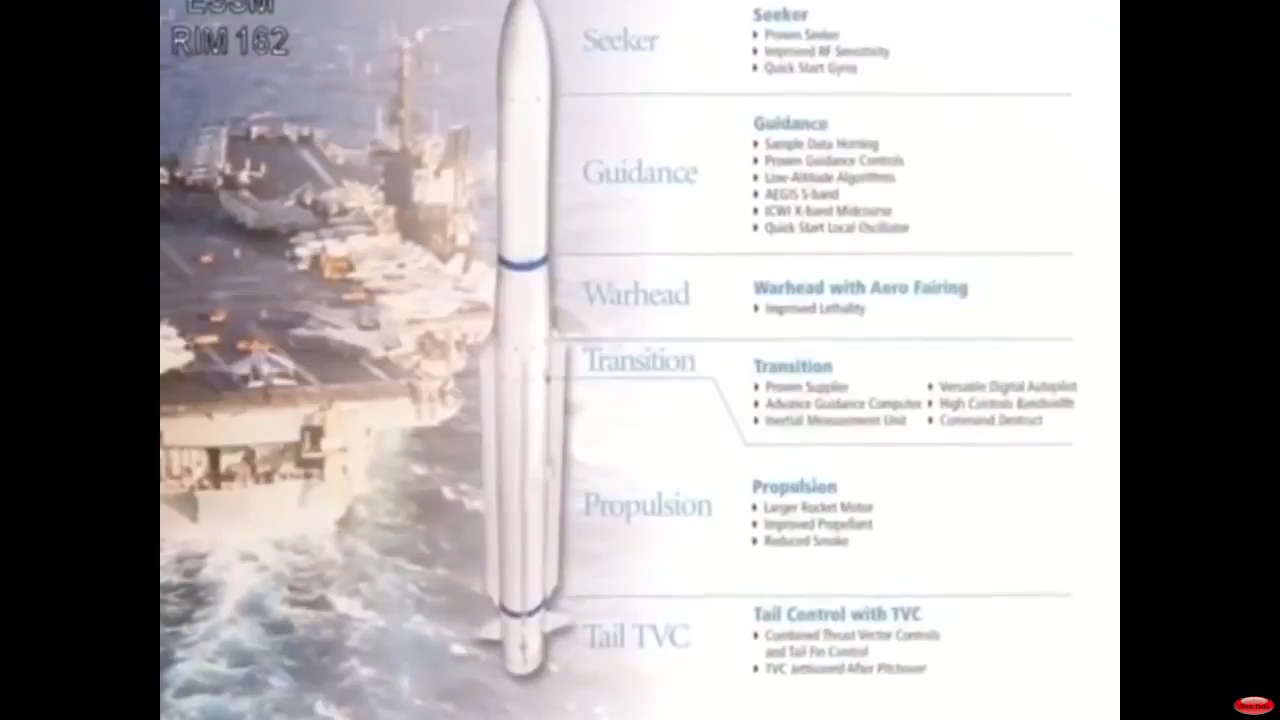 ESSM
RIM 162
Seeker
Seeker
Proven Seeker
Improved RF Sensitivity
Quick Start Gyros
Guidance
Guidance
Sample Data Homing
Proven Guidance Controls
Low-Altitude Algorithms
AEGIS S-band
ICWI X-band Midcourse
Quick Start Local Oscillator
Warhead
Warhead with Aero Fairing
Improved Lethality
Transition
Transition
Proven Supplier
Versatile Digital Autopilot
Advance Guidance Computer
High Controls Bandwidth
Inertial Measurement Unit
Command Destruct
Propulsion
Propulsion
Larger Rocket Motor
Improved Propellant
Reduced Smoke
Tail TVC
Tail Control with TVC
Combined Thrust Vector Controls
and Tail Fin Control
TVC Jettisoned After Pitchover